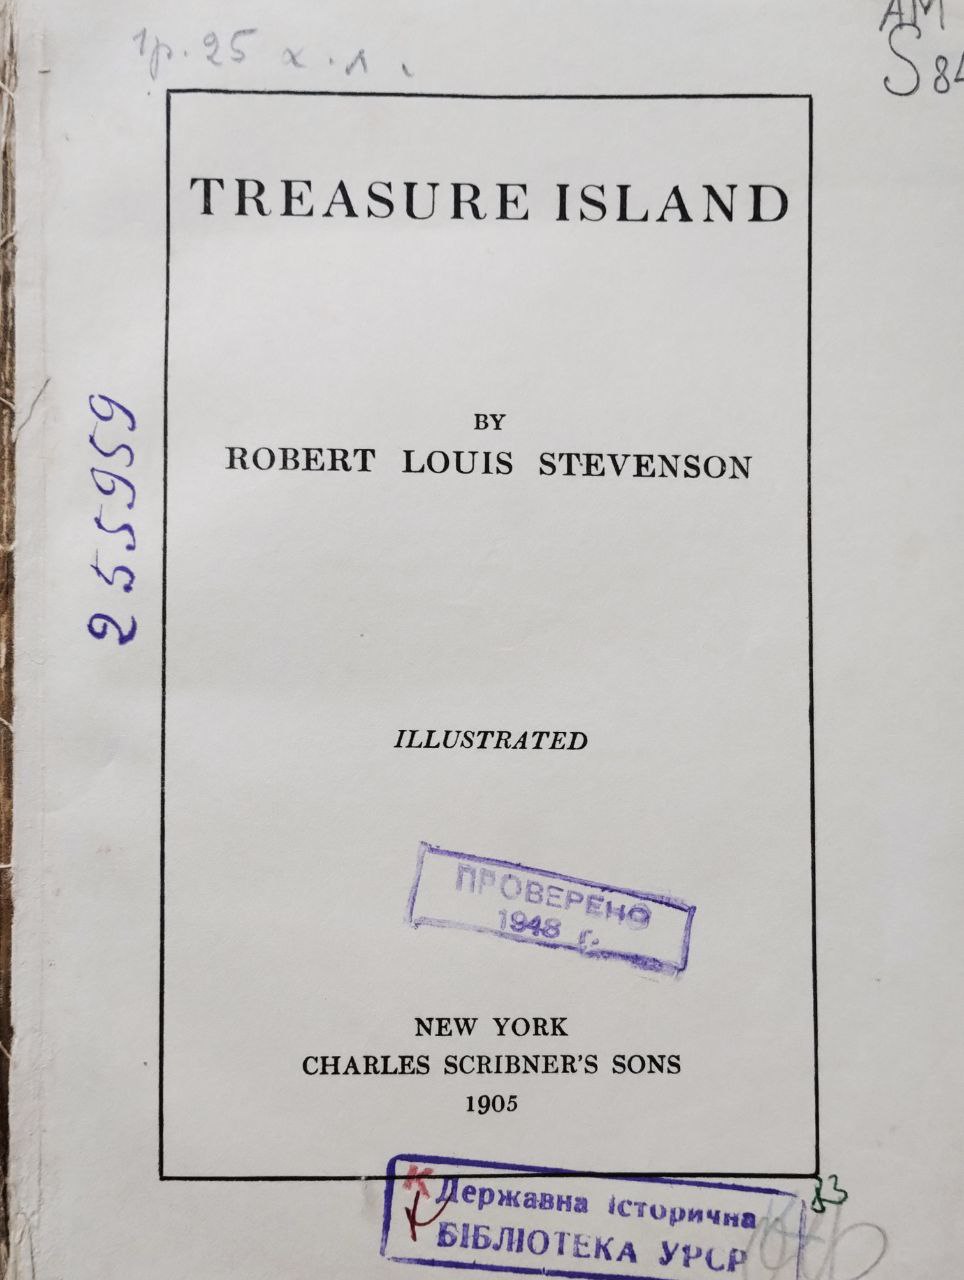 1р. 25 к. л.
АМ
S 84
TREASURE ISLAND
BY
ROBERT LOUIS STEVENSON
255959
ILLUSTRATED
ПРОВЕРЕНО
1948 г.
NEW YORK
CHARLES SCRIBNER'S SONS
1905
К
Державна історична
БІБЛІОТЕКА УРСР